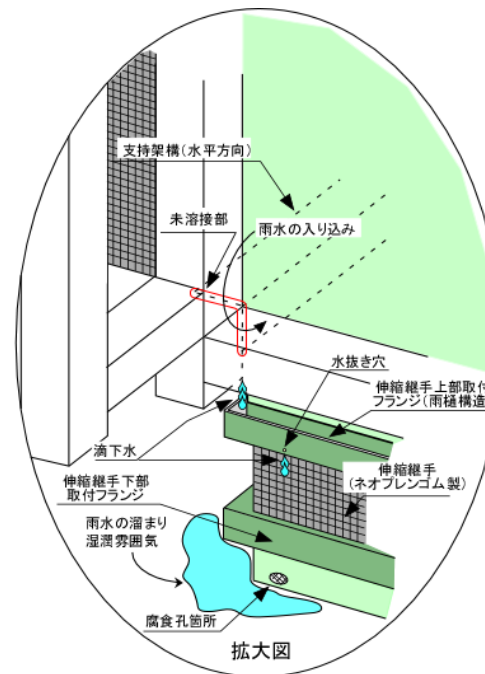 支持架構(水平方向)
未溶接部
雨水の入り込み
水抜き穴
伸縮継手上部取付
フランジ(雨樋構造
滴下水
伸縮継手
(ネオプレンゴム製)
伸縮継手下部
取付フランジ
雨水の溜まり
湿潤雰囲気
腐食孔箇所
拡大図